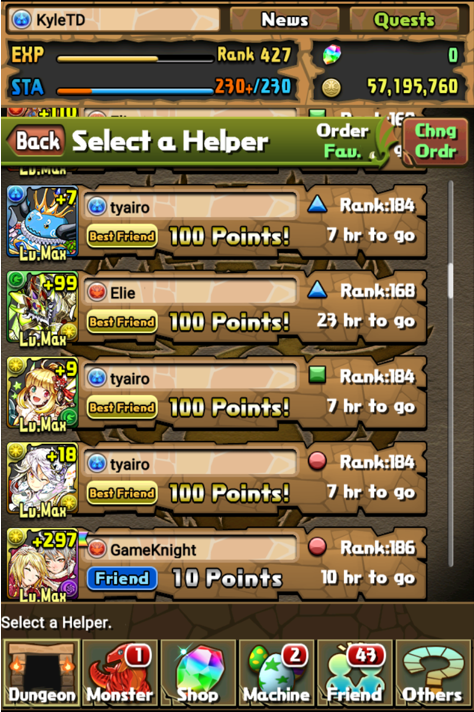 KyleTD
News
Quests
EXP
Rank 427
0
STA
230+/230
57,195,760
Back
Select a Helper
Order
Fav.
Chng
Ordr
Lv.Max
+7
tyairo
Rank:184
Best Friend
100 Points!
7 hr to go
Lv.Max
+99
Elie
Rank:168
Best Friend
100 Points!
23 hr to go
Lv.Max
+9
tyairo
Rank:184
Best Friend
100 Points!
7 hr to go
Lv.Max
+18
tyairo
Rank:184
Best Friend
100 Points!
7 hr to go
Lv.Max
+297
GameKnight
Rank:186
Friend
10 Points
10 hr to go
Lv.Max
Select a Helper.
1
2
43
Dungeon
Monster
Shop
Machine
Friend
Others